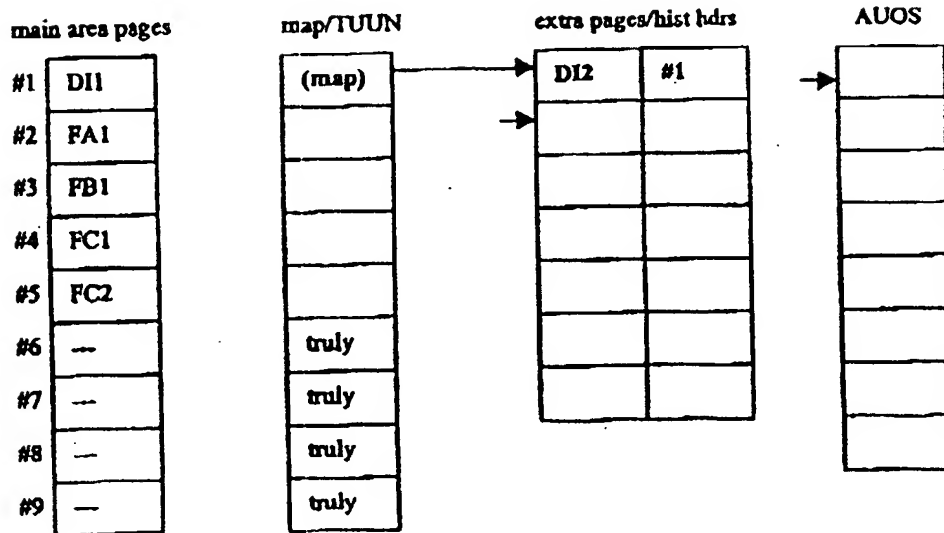 main area pages map/TUUN extra pages/hist hdrs AUOS
#1 DI1 (map) DI2 #1
#2 FA1
#3 FB1
#4 FC1
#5 FC2
#6 — truly
#7 — truly
#8 — truly
#9 — truly